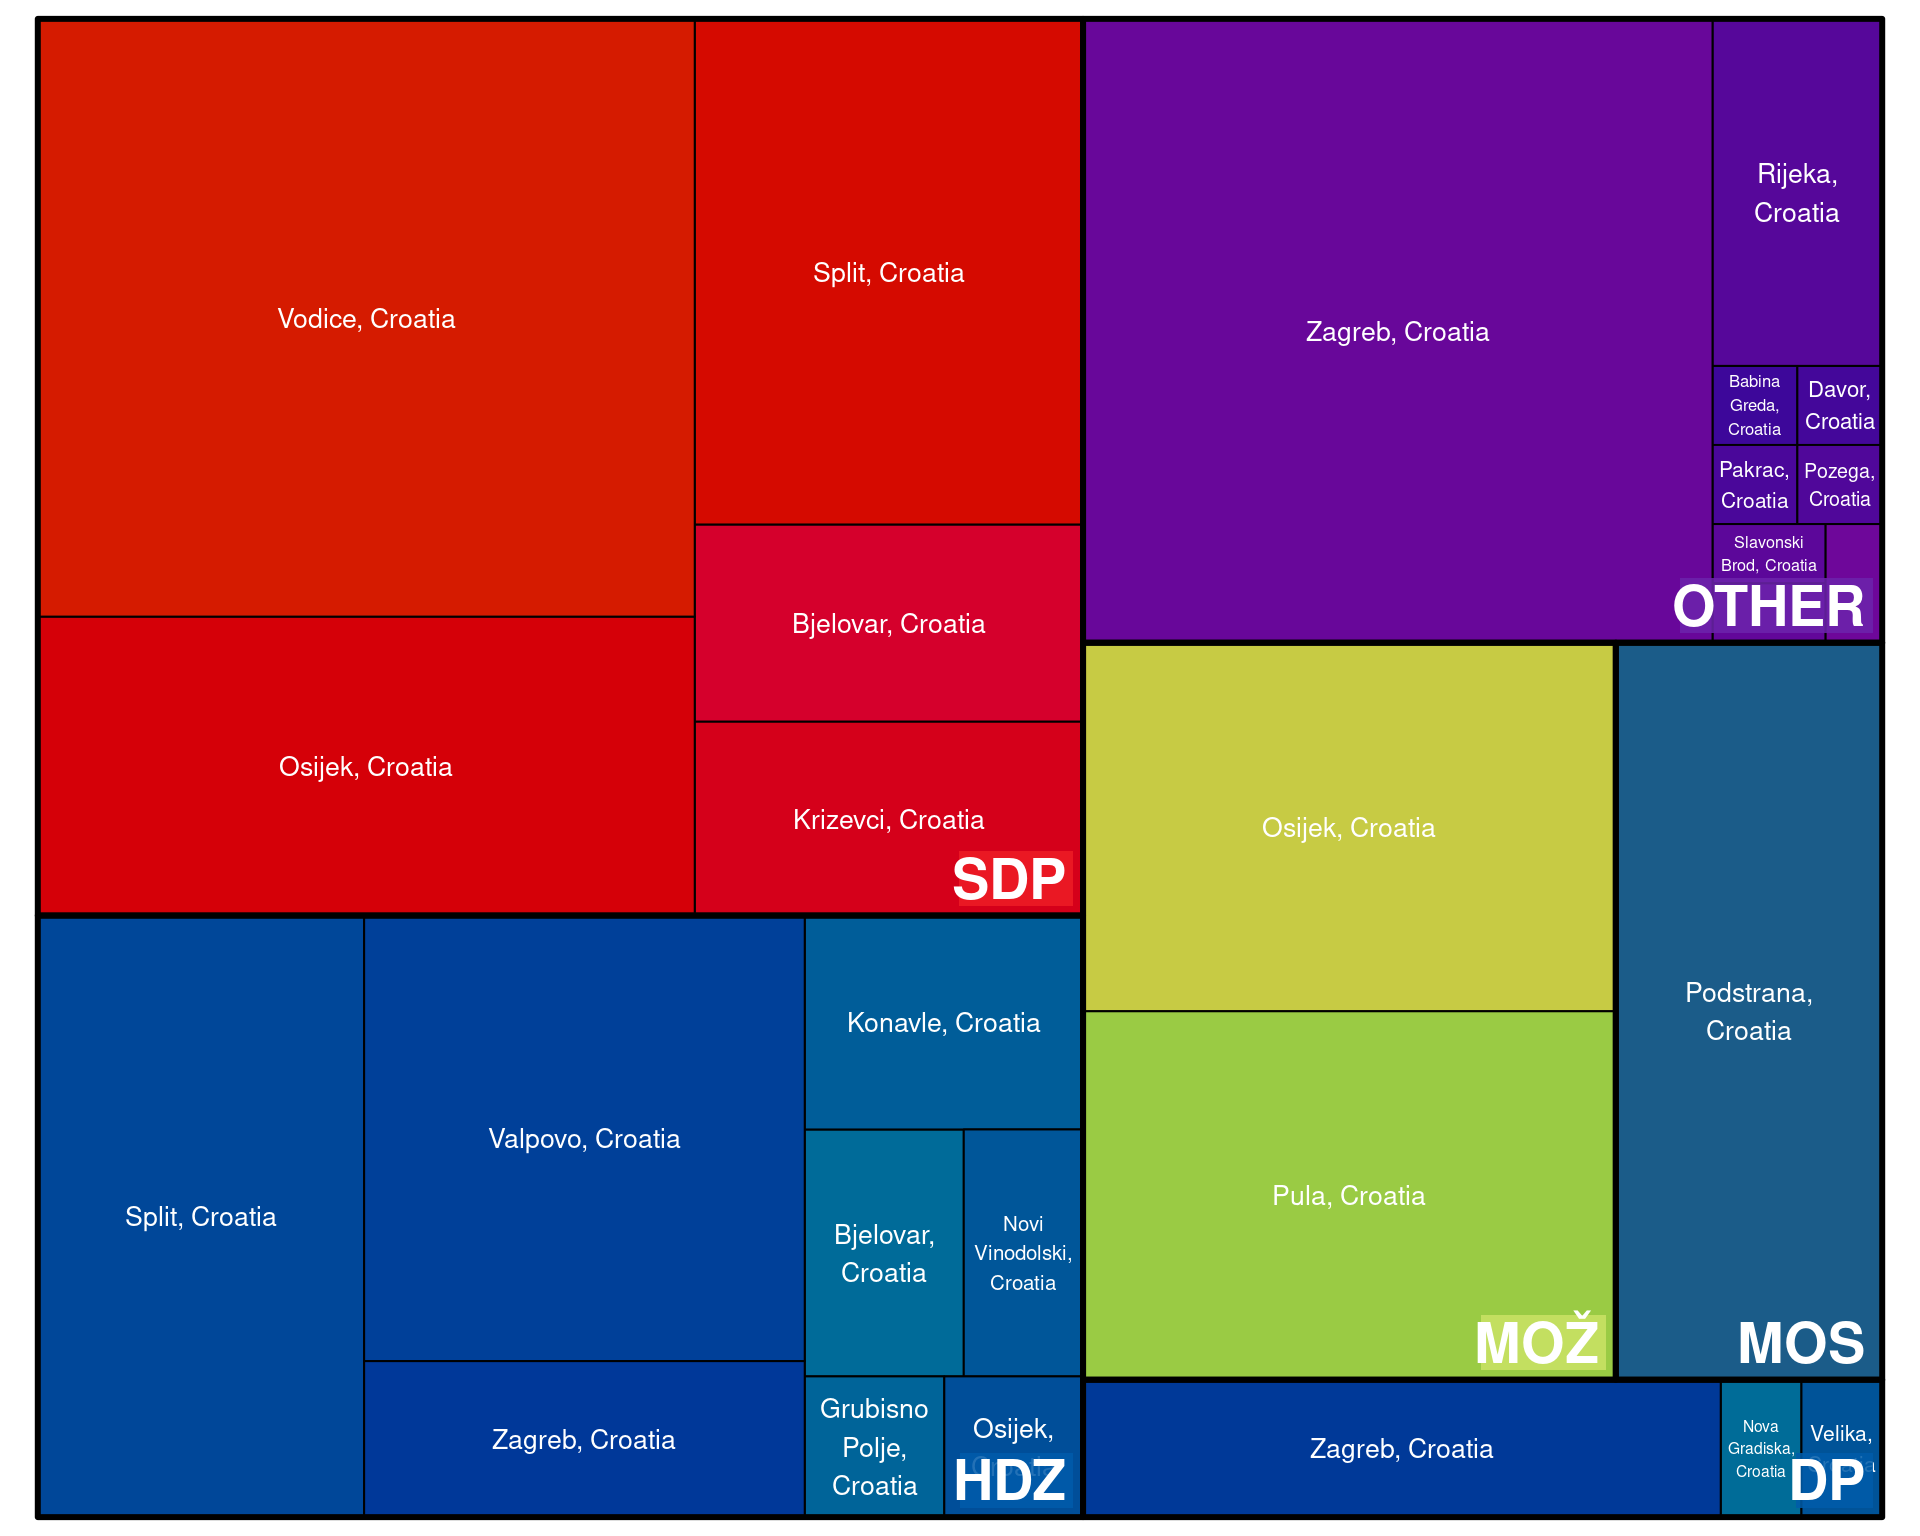 Vodice, Croatia
Split, Croatia
Osijek, Croatia
Bjelovar, Croatia
Krizevci, Croatia
SDP
Split, Croatia
Valpovo, Croatia
Zagreb, Croatia
Konavle, Croatia
Bjelovar,
Croatia
Novi
Vinodolski,
Croatia
Grubisno
Polje,
Croatia
Osijek,
Croatia
HDZ
Zagreb, Croatia
Rijeka,
Croatia
Babina
Greda,
Croatia
Davor,
Croatia
Pakrac,
Croatia
Pozega,
Croatia
Slavonski
Brod, Croatia
OTHER
Osijek, Croatia
Pula, Croatia
MOŽ
Podstrana,
Croatia
MOS
Zagreb, Croatia
Nova
Gradiska,
Croatia
Velika,
DP